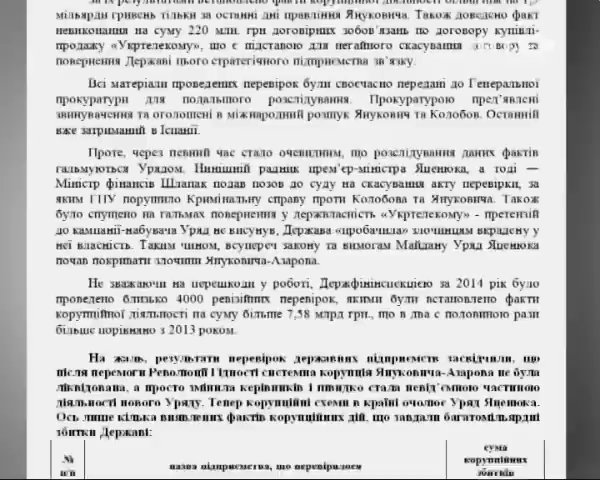 За їх результатами встановлено факти корупційної діяльності
мільярди гривень тільки за останні дні правління Януковича. Також доведено факт
невиконання на суму 220 млн. грн договірних зобов`язань по договору купівлі-
продажу «Укртелекому», що є підставою для негайного скасування договору та
повернення Державі цього стратегічного підприємства зв`язку.
Всі матеріали проведених перевірок були своєчасно передані до Генеральної
прокуратури для подальшого розслідування. Прокуратурою пред`явлені
звинувачення та оголошені в міжнародний розшук Янукович та Колобов. Останній
вже затриманий в Іспанії.
Проте, через певний час стало очевидним, що розслідування даних фактів
гальмуються Урядом. Нинішній радник прем`єр-міністра Яценюка, а тоді —
Міністр фінансів Шлапак подав позов до суду на скасування акту перевірки, за
яким ГПУ порушило Кримінальну справу проти Колобова та Януковича. Також
було спущено на гальмах повернення у держвласність «Укртелекому» - претензій
до кампанії-набувача Уряд не висунув, Держава «пробачила» злочинцям вкрадену у
неї власність. Таким чином, всупереч закону та вимогам Майдану Уряд Яценюка
почав покривати злочини Януковича-Азарова.
Не зважаючи на перешкоди у роботі, Держфінінспекцією за 2014 рік було
проведено близько 4000 ревізійних перевірок, якими були встановлено факти
корупційної діяльності на суму більше 7,58 млрд грн., що в два с половиною рази
більше порівняно з 2013 роком.
На жаль, результати перевірок державних підприємств засвідчили, що
після перемоги Революції Гідності системна корупція Януковича-Азарова не була
ліквідована, а просто змінила керівників і швидко стала невід`ємною частиною
діяльності нового Уряду. Тепер корупційні схеми в країні очолює Уряд Яценюка.
Ось лише кілька виявлених фактів корупційних дій, що завдали багатомільярдні
збитки Державі:
№ п/п
назва підприємства, що перевірялося
сума
корупційних
збитків